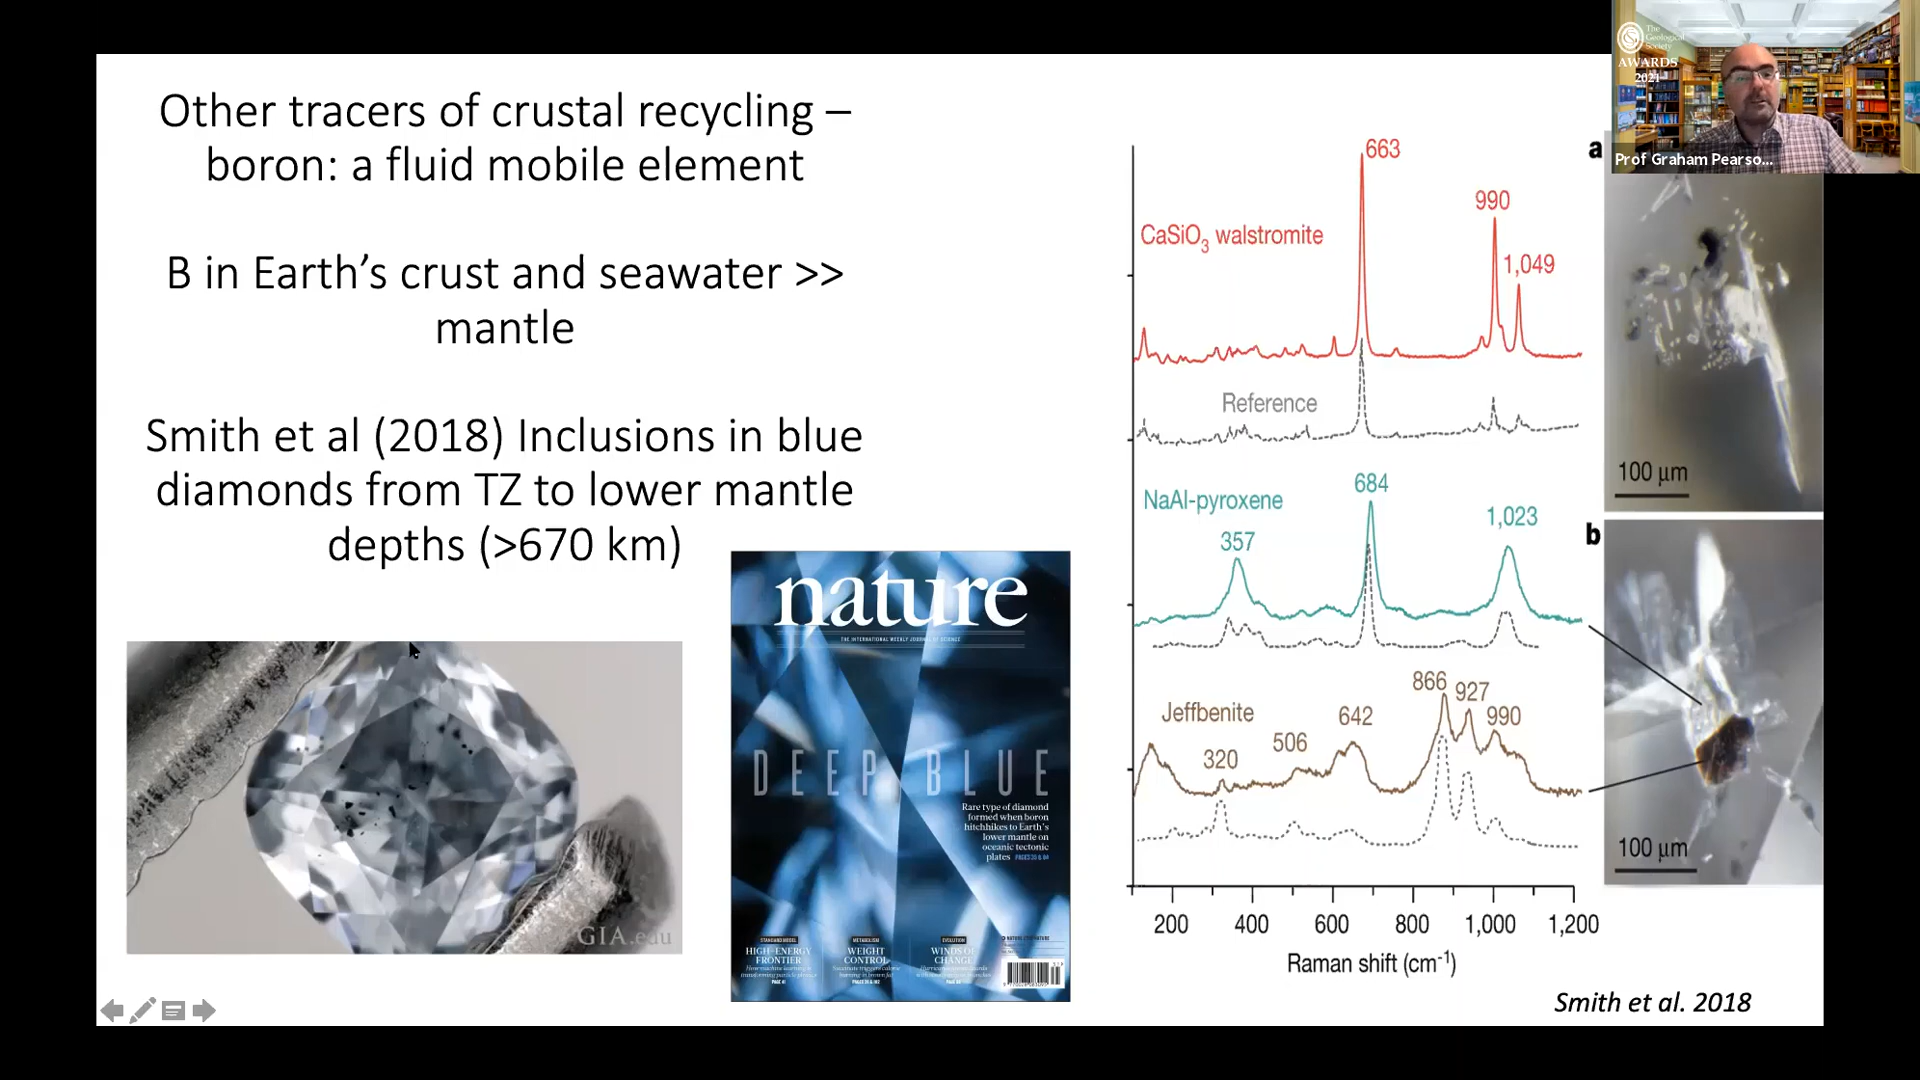 Other tracers of crustal recycling –
boron: a fluid mobile element
B in Earth's crust and seawater >>
mantle
Smith et al (2018) Inclusions in blue
diamonds from TZ to lower mantle
depths (>670 km)
GIA.edu
nature
THE INTERNATIONAL WEEKLY JOURNAL OF SCIENCE
DEEP BLUE
Rare type of diamond
formed when boron
hitchhikes to Earth's
lower mantle on
oceanic tectonic
plates
HIGH-ENERGY
FRONTIER
WEIGHT
CONTROL
WINDS OF
CHANGE
663
990
1,049
CaSiO3 walstromite
Reference
684
NaAl-pyroxene
1,023
357
866
927
Jeffbenite
642
990
506
320
200 400 600 800 1,000 1,200
Raman shift (cm-1)
a
100 µm
b
100 µm
Smith et al. 2018
The
Geological
Society
AWARDS
2021
Prof Graham Pearso...